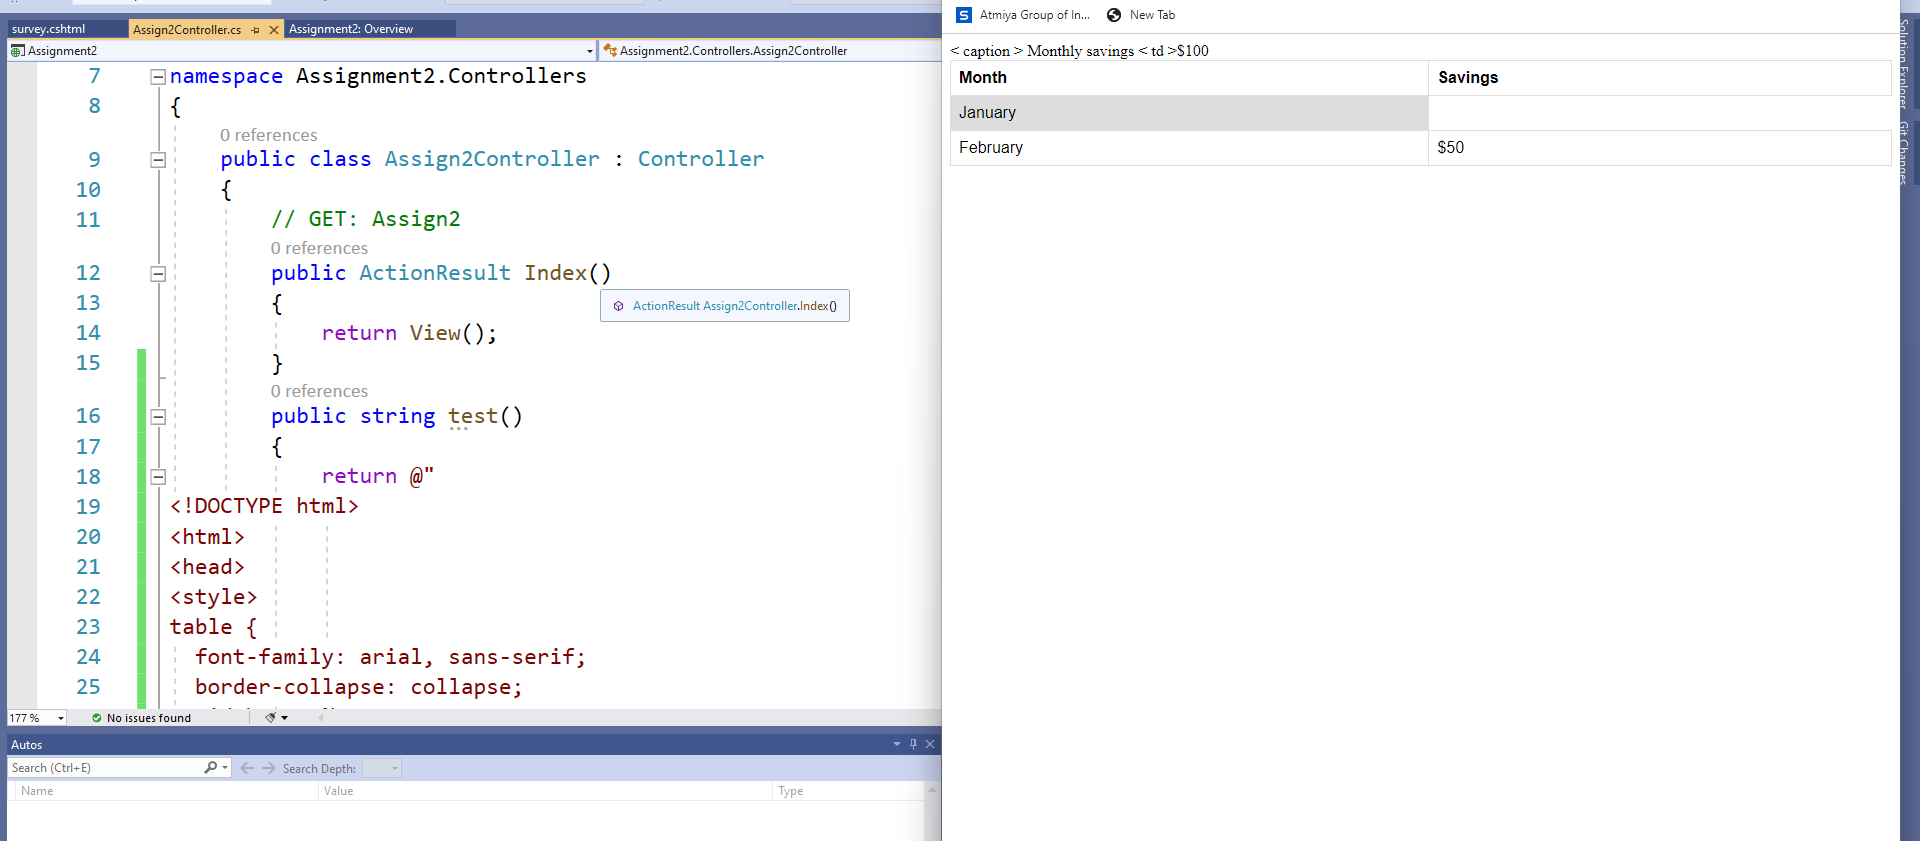 survey.cshtml
Assign2Controller.cs
Assignment2: Overview
Assignment2
Assignment2.Controllers.Assign2Controller
7 namespace Assignment2.Controllers
8 {
0 references
9 public class Assign2Controller : Controller
10 {
11 // GET: Assign2
0 references
12 public ActionResult Index()
13 {
ActionResult Assign2Controller.Index()
14 return View();
15 }
0 references
16 public string test()
17 {
18 return @"
19 <!DOCTYPE html>
20 <html>
21 <head>
22 <style>
23 table {
24 font-family: arial, sans-serif;
25 border-collapse: collapse;
177 %
No issues found
Autos
Search (Ctrl+E)
Search Depth:
Name Value Type
Atmiya Group of In...
New Tab
< caption > Monthly savings < td >$100
Month Savings
January
February $50
Solution Explorer
Git Changes